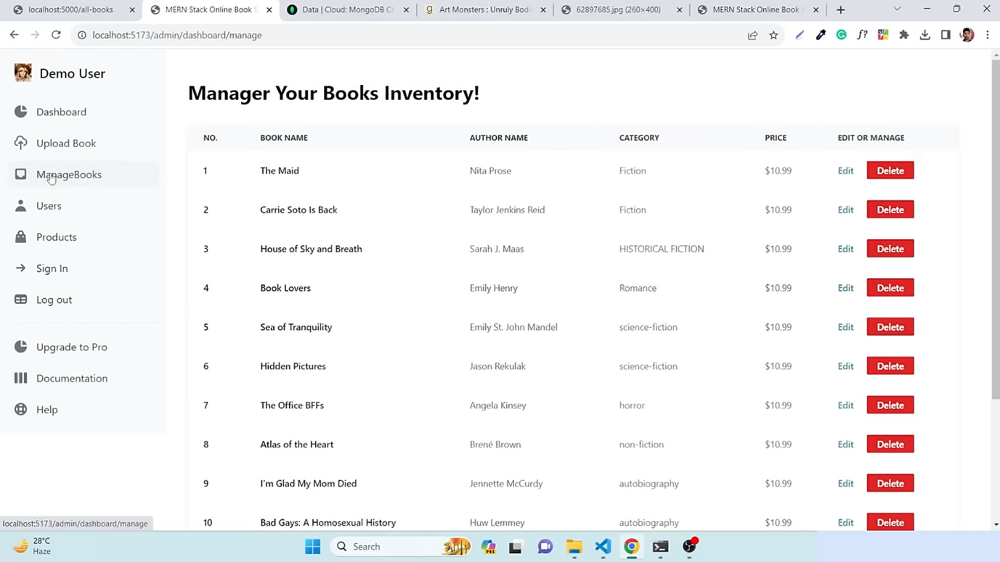 localhost:5000/all-books
MERN Stack Online Book S
Data | Cloud: MongoDB Cl
Art Monsters : Unruly Bodi
62897685.jpg (260×400)
MERN Stack Online Book S
localhost:5173/admin/dashboard/manage
Demo User
Dashboard
Upload Book
ManageBooks
Users
Products
Sign In
Log out
Upgrade to Pro
Documentation
Help
Manager Your Books Inventory!
NO. BOOK NAME AUTHOR NAME CATEGORY PRICE EDIT OR MANAGE
1 The Maid Nita Prose Fiction $10.99 Edit Delete
2 Carrie Soto Is Back Taylor Jenkins Reid Fiction $10.99 Edit Delete
3 House of Sky and Breath Sarah J. Maas HISTORICAL FICTION $10.99 Edit Delete
4 Book Lovers Emily Henry Romance $10.99 Edit Delete
5 Sea of Tranquility Emily St. John Mandel science-fiction $10.99 Edit Delete
6 Hidden Pictures Jason Rekulak science-fiction $10.99 Edit Delete
7 The Office BFFs Angela Kinsey horror $10.99 Edit Delete
8 Atlas of the Heart Brené Brown non-fiction $10.99 Edit Delete
9 I'm Glad My Mom Died Jennette McCurdy autobiography $10.99 Edit Delete
10 Bad Gays: A Homosexual History Huw Lemmey autobiography $10.99 Edit Delete
localhost:5173/admin/dashboard/manage
28°C
Haze
Search
PRE